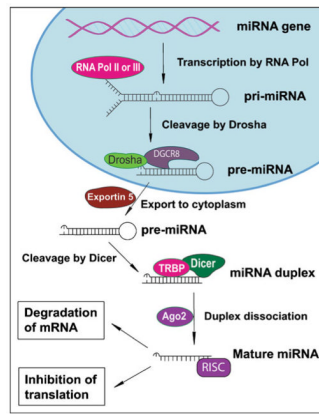 miRNA gene
RNA Pol II or III
Transcription by RNA Pol
pri-miRNA
Cleavage by Drosha
Drosha
DGCR8
pre-miRNA
Exportin 5
Export to cytoplasm
pre-miRNA
Cleavage by Dicer
TRBP
Dicer
miRNA duplex
Degradation
of mRNA
Ago2
Duplex dissociation
Mature miRNA
RISC
Inhibition of
translation